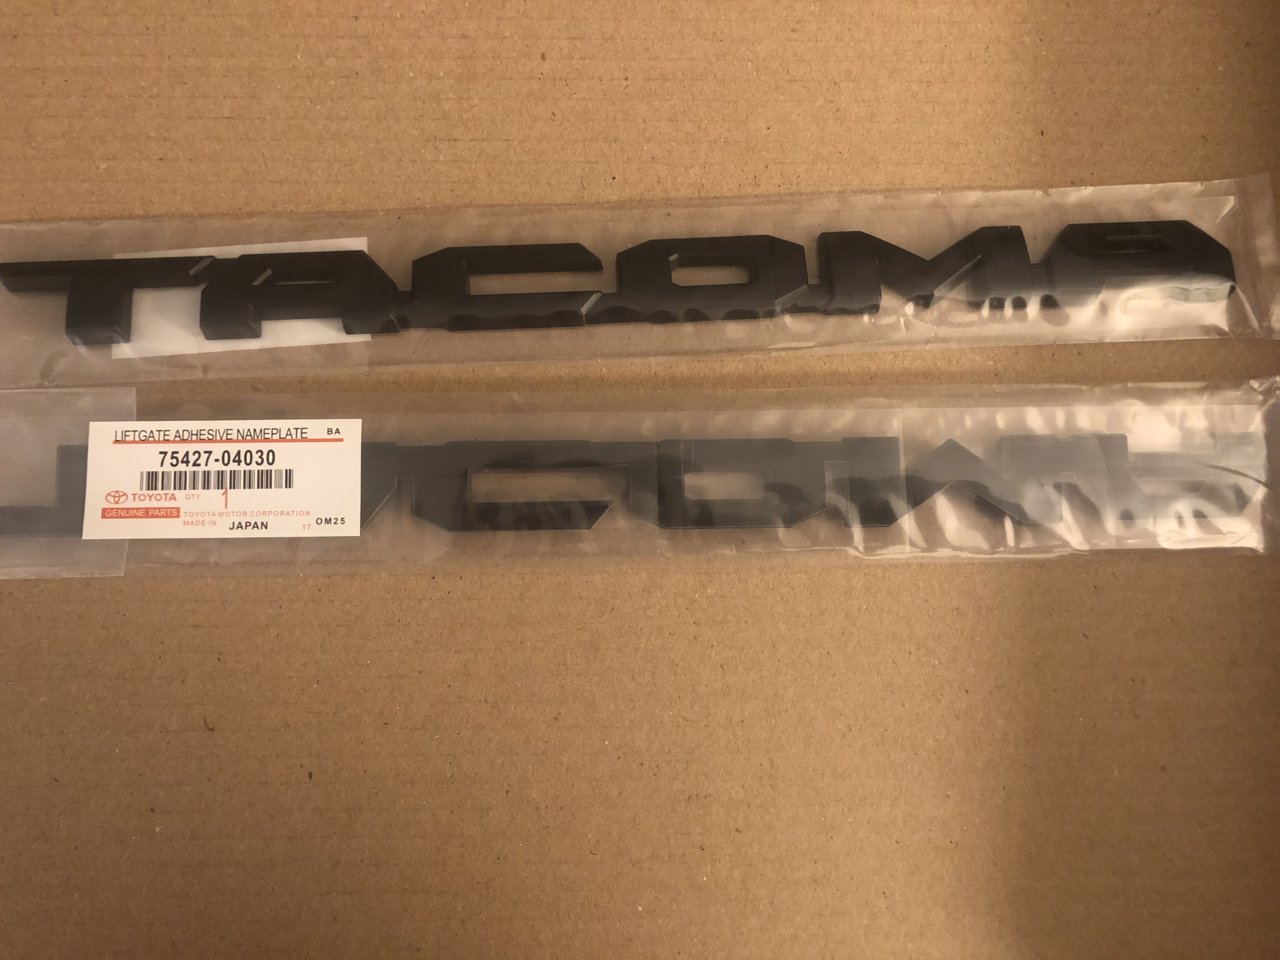 TACOMA
LIFTGATE ADHESIVE NAMEPLATE BA
75427-04030
TOYOTA QTY 1
GENUINE PARTS TOYOTA MOTOR CORPORATION
MADE IN JAPAN 17 OM25